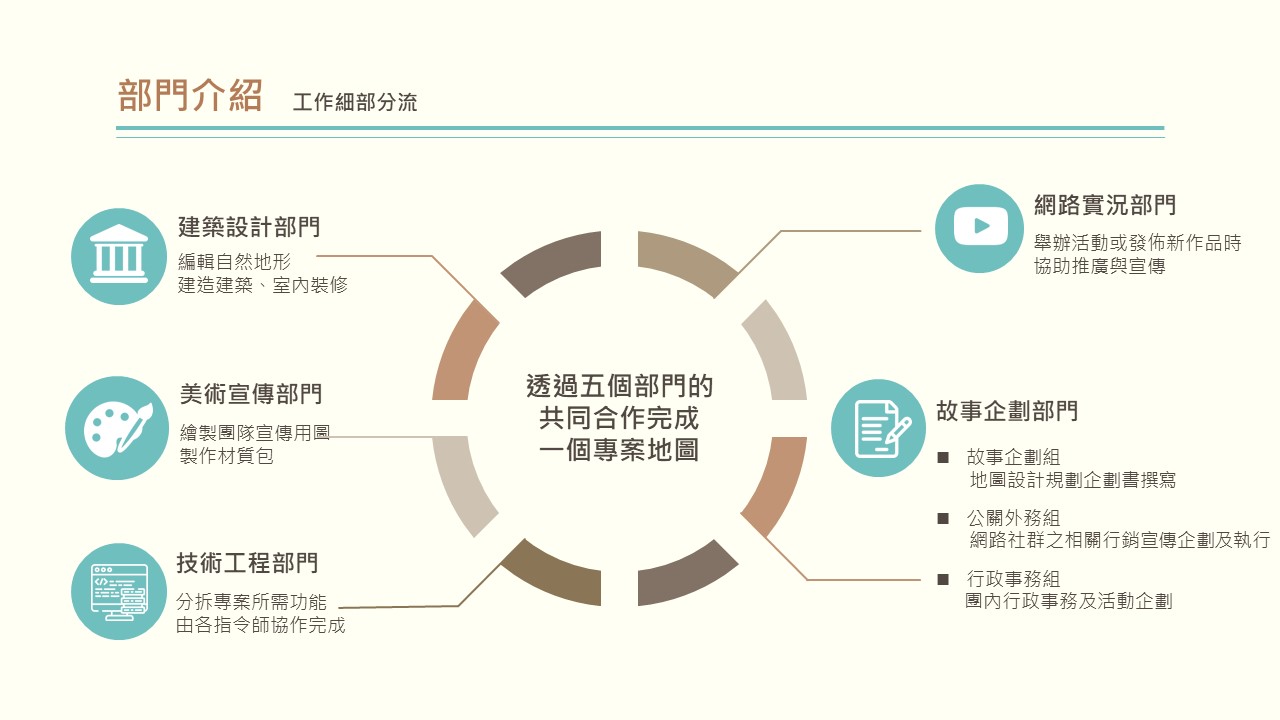 部門介紹 工作細部分流
建築設計部門
編輯自然地形
建造建築、室內裝修
美術宣傳部門
繪製團隊宣傳用圖
製作材質包
技術工程部門
分拆專案所需功能
由各指令師協作完成
透過五個部門的
共同合作完成
一個專案地圖
網路實況部門
舉辦活動或發佈新作品時
協助推廣與宣傳
故事企劃部門
■ 故事企劃組
地圖設計規劃企劃書撰寫
■ 公關外務組
網路社群之相關行銷宣傳企劃及執行
■ 行政事務組
團內行政事務及活動企劃